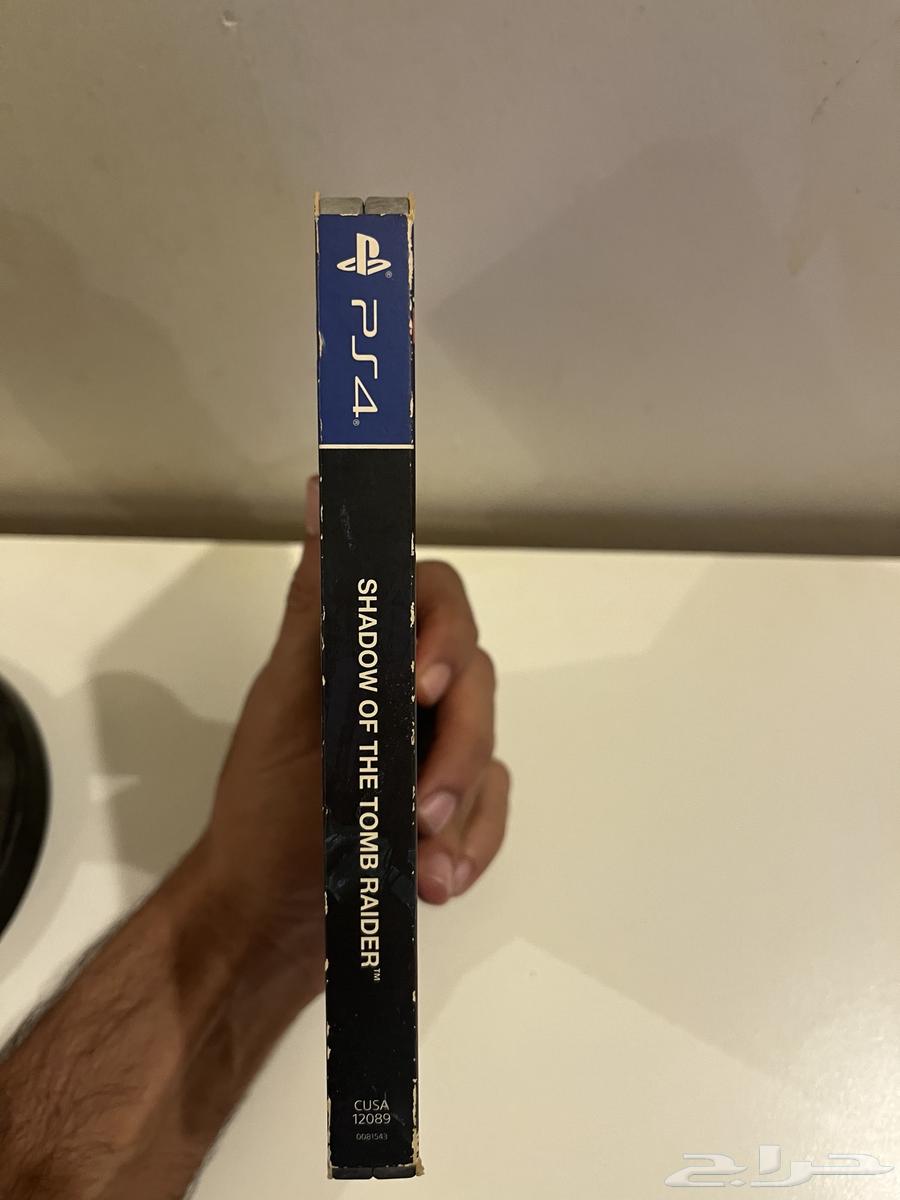 PS4®
SHADOW OF THE TOMB RAIDER™
CUSA
12089
0081543
حراج